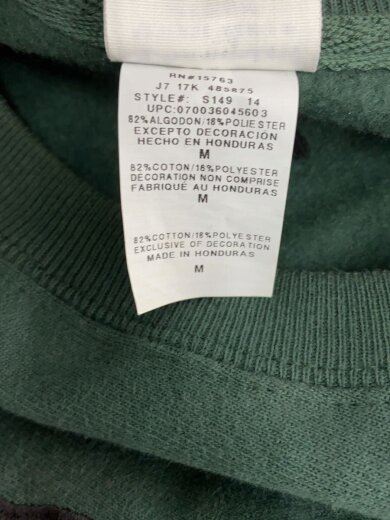 RN#15763
J7 17K 485875
STYLE#: S149 14
UPC:070036045603
82%ALGODON/18%POLIESTER
EXCEPTO DECORACION
HECHO EN HONDURAS
M
82%COTON/18%POLYESTER
DÉCORATION NON COMPRISE
FABRIQUÉ AU HONDURAS
M
82%COTTON/18%POLYESTER
EXCLUSIVE OF DECORATION
MADE IN HONDURAS
M